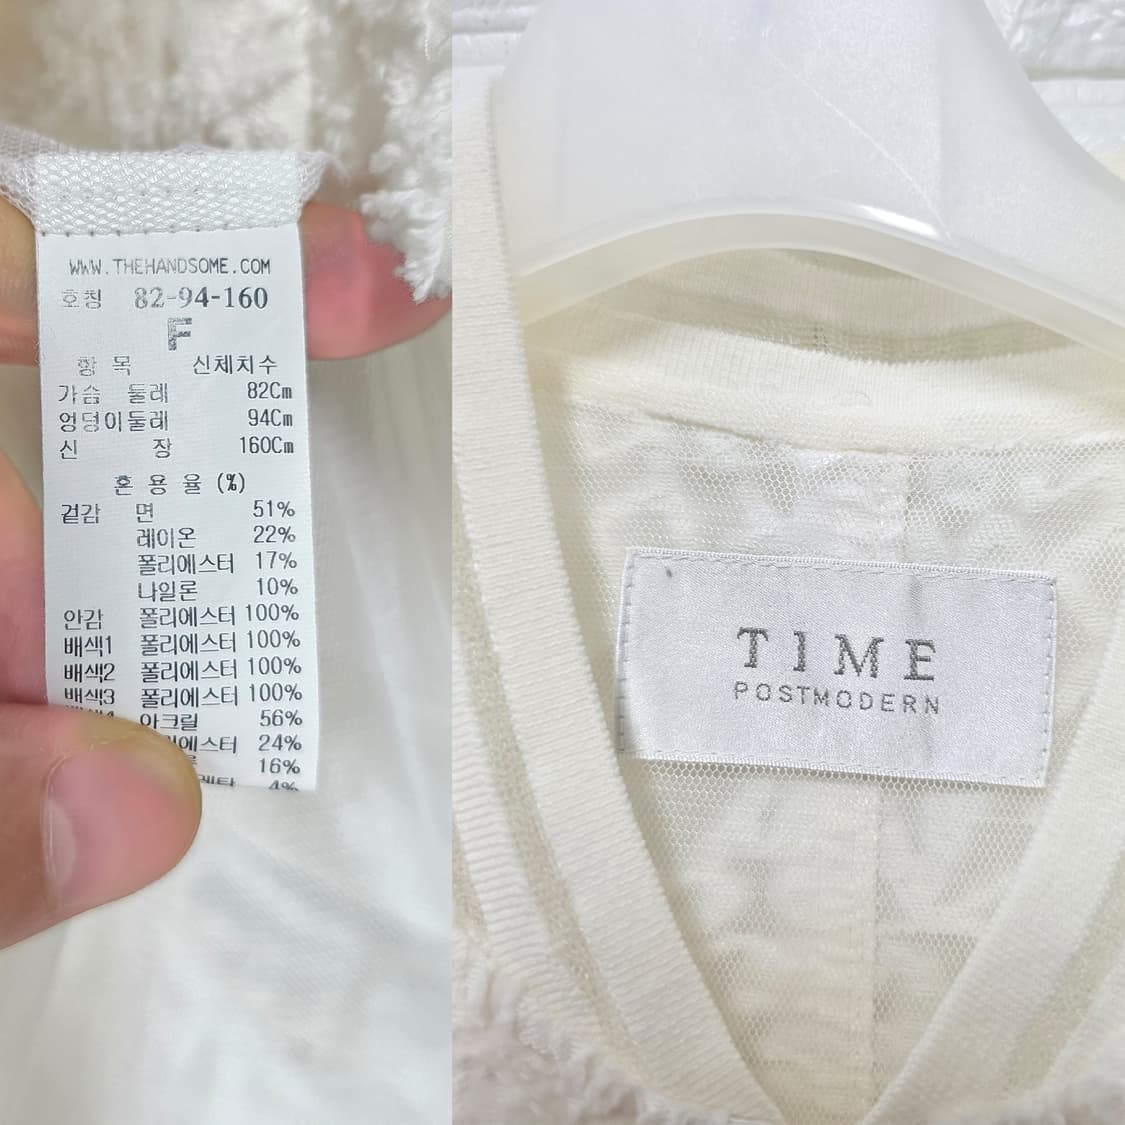 WWW.THEHANDSOME.COM
호칭 82-94-160
F
항 목 신체치수
가슴 둘레 82Cm
엉덩이둘레 94Cm
신 장 160Cm
혼 용 율 (%)
겉감 면 51%
레이온 22%
폴리에스터 17%
나일론 10%
안감 폴리에스터 100%
배색1 폴리에스터 100%
배색2 폴리에스터 100%
배색3 폴리에스터 100%
아크릴 56%
24%
16%
4%
TIME
POSTMODERN